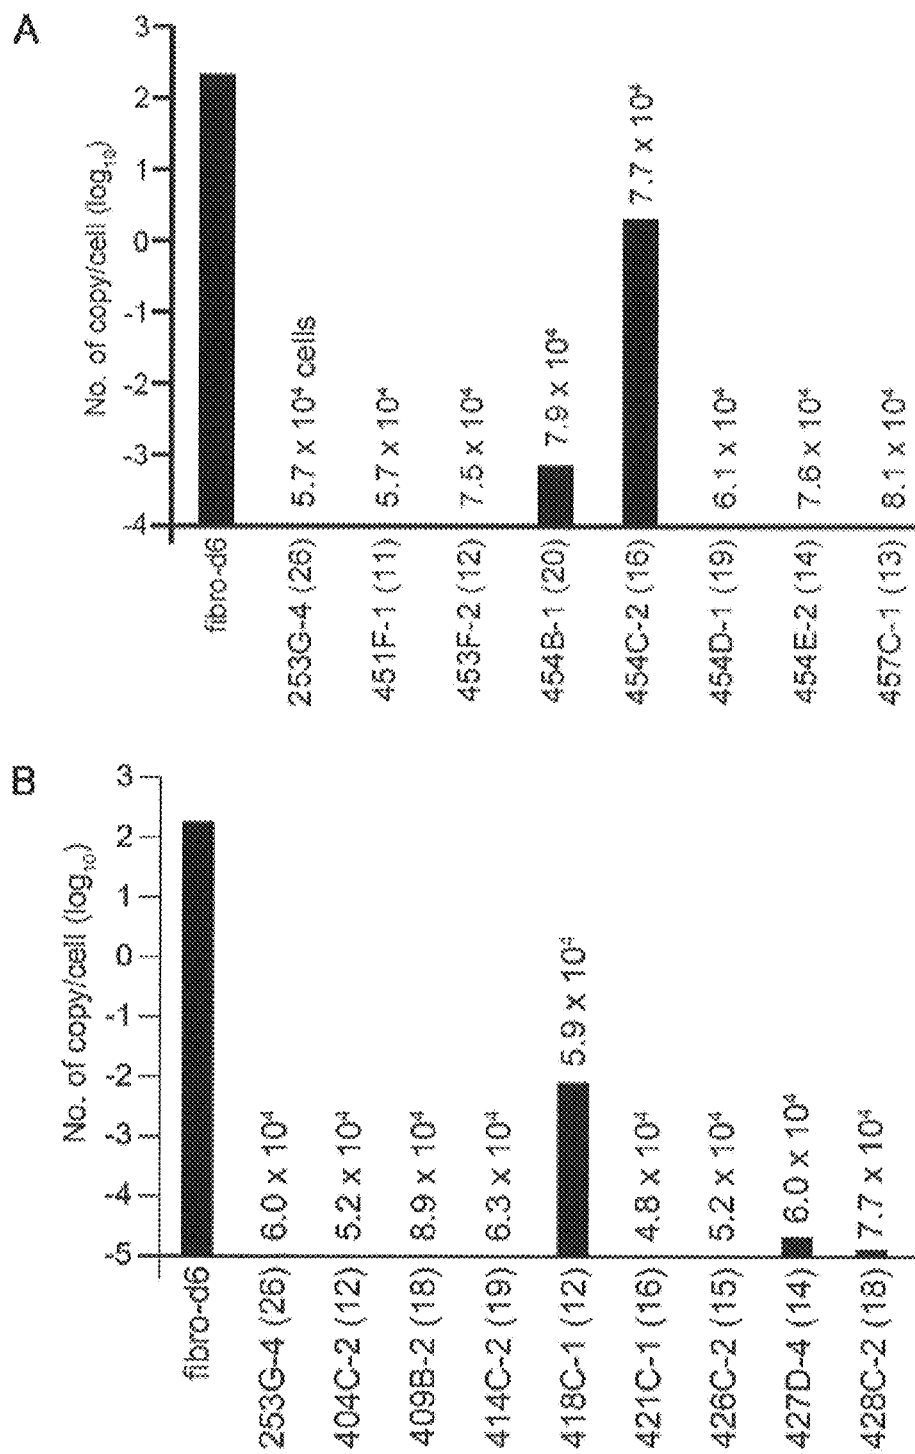 A
No. of copy/cell (log₁₀)
3
2
1
0
-1
-2
-3
-4
5.7 x 10⁴ cells
5.7 x 10⁴
7.5 x 10⁴
7.9 x 10⁴
7.7 x 10⁴
6.1 x 10⁴
7.6 x 10⁴
8.1 x 10⁴
fibro-d6
253G-4 (26)
451F-1 (11)
453F-2 (12)
454B-1 (20)
454C-2 (16)
454D-1 (19)
454E-2 (14)
457C-1 (13)
B
No. of copy/cell (log₁₀)
3
2
1
0
-1
-2
-3
-4
-5
6.0 x 10⁴
5.2 x 10⁴
8.9 x 10⁴
6.3 x 10⁴
5.9 x 10⁴
4.8 x 10⁴
5.2 x 10⁴
6.0 x 10⁴
7.7 x 10⁴
fibro-d6
253G-4 (26)
404C-2 (12)
409B-2 (18)
414C-2 (19)
418C-1 (12)
421C-1 (16)
426C-2 (15)
427D-4 (14)
428C-2 (18)